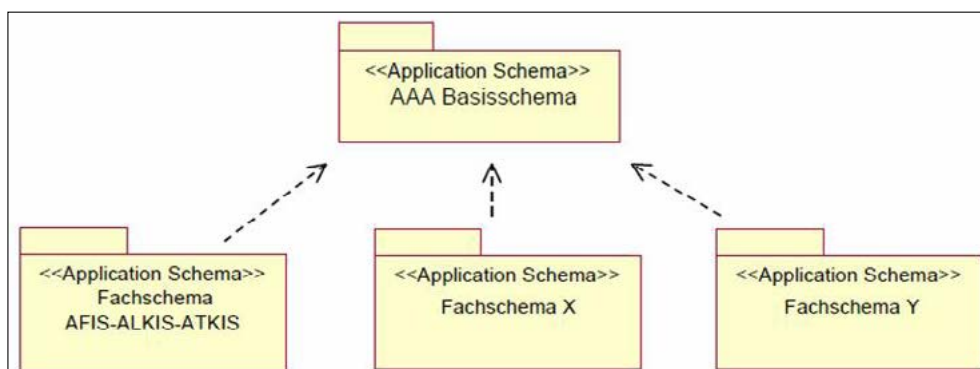 <<Application Schema>>
AAA Basisschema
<<Application Schema>>
Fachschema
AFIS-ALKIS-ATKIS
<<Application Schema>>
Fachschema X
<<Application Schema>>
Fachschema Y